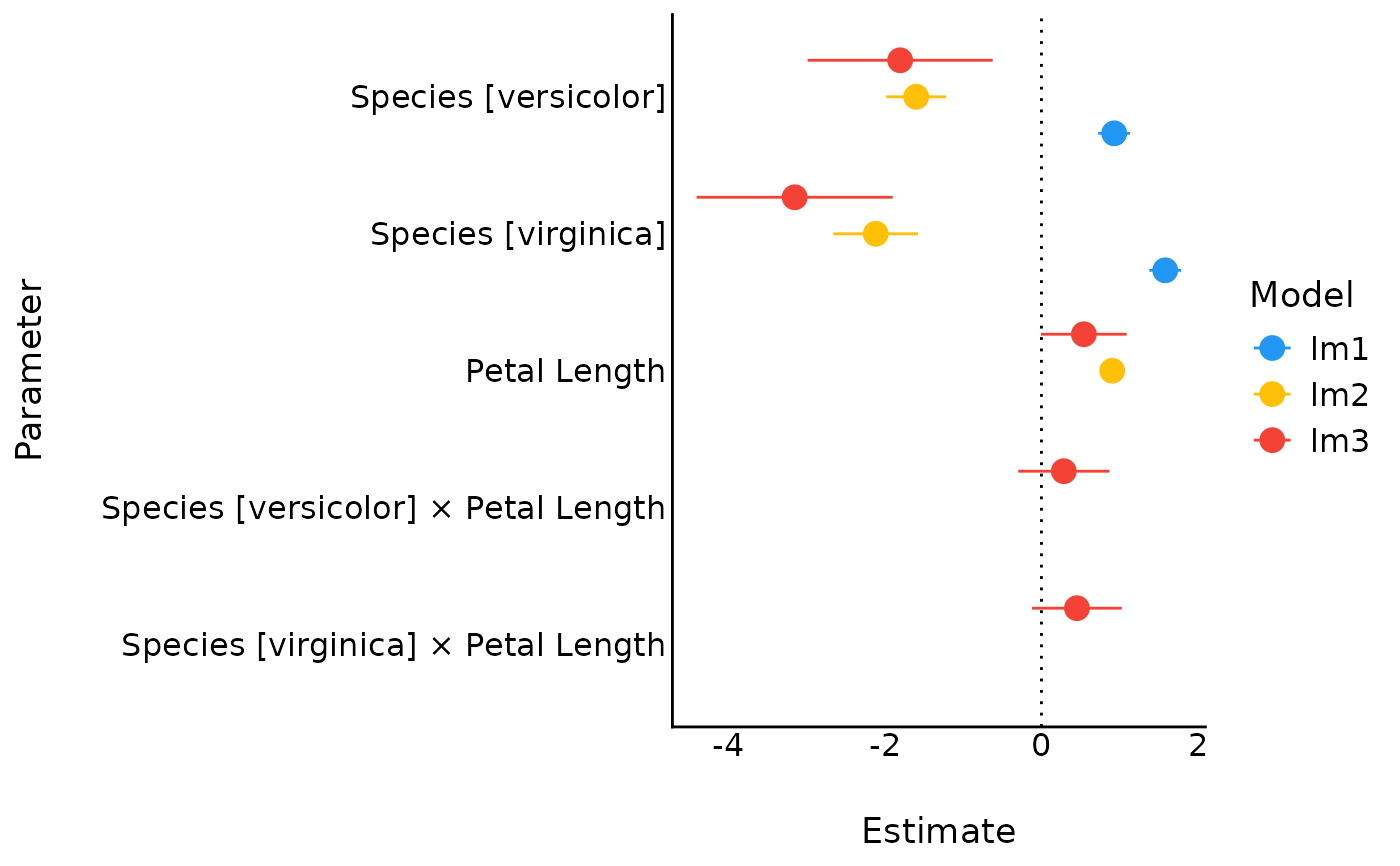 Species [versicolor]
Species [virginica]
Petal Length
Species [versicolor] × Petal Length
Species [virginica] × Petal Length
Parameter
-4 -2 0 2
Estimate
Model
lm1
lm2
lm3